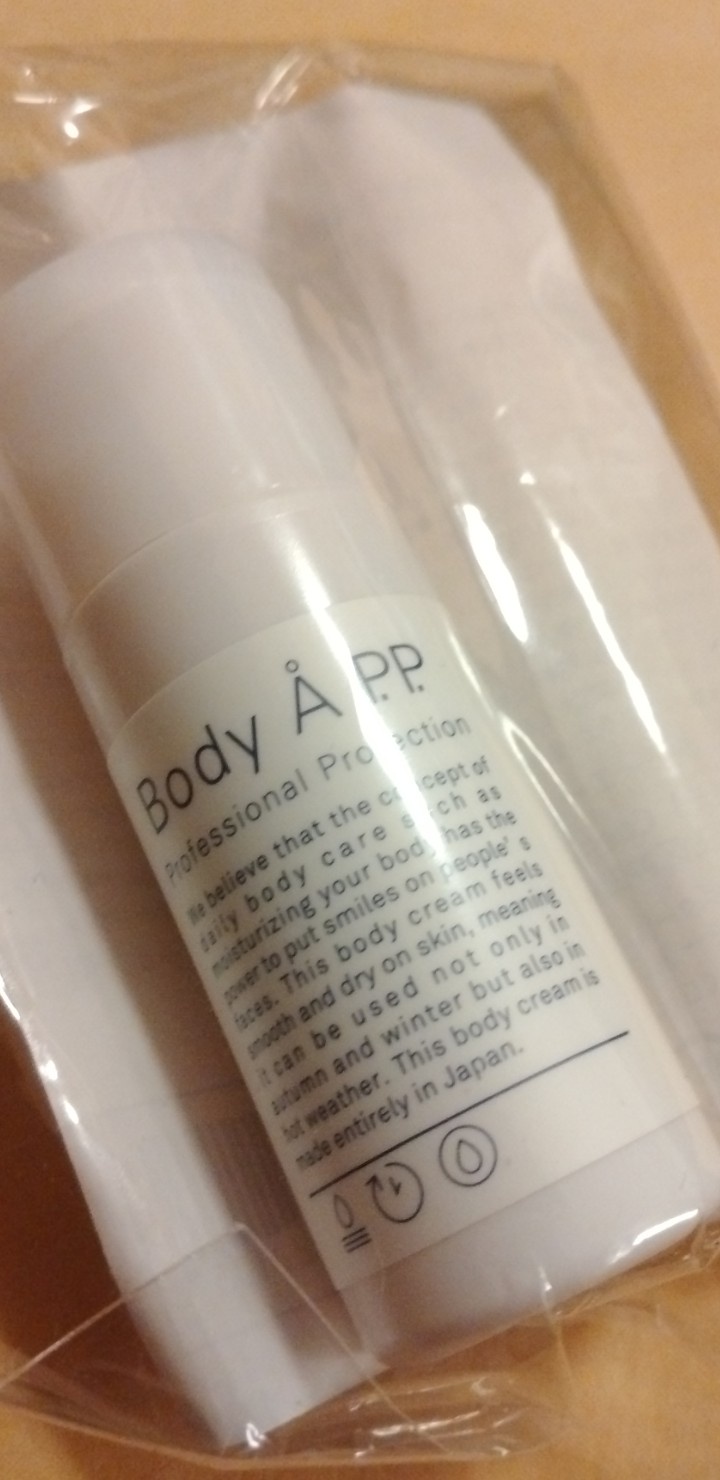 Body Å P.P.
Professional Protection
We believe that the concept of
daily body care such as
moisturizing your body has the
power to put smiles on people's
faces. This body cream feels
smooth and dry on skin, meaning
it can be used not only in
autumn and winter but also in
hot weather. This body cream is
made entirely in Japan.